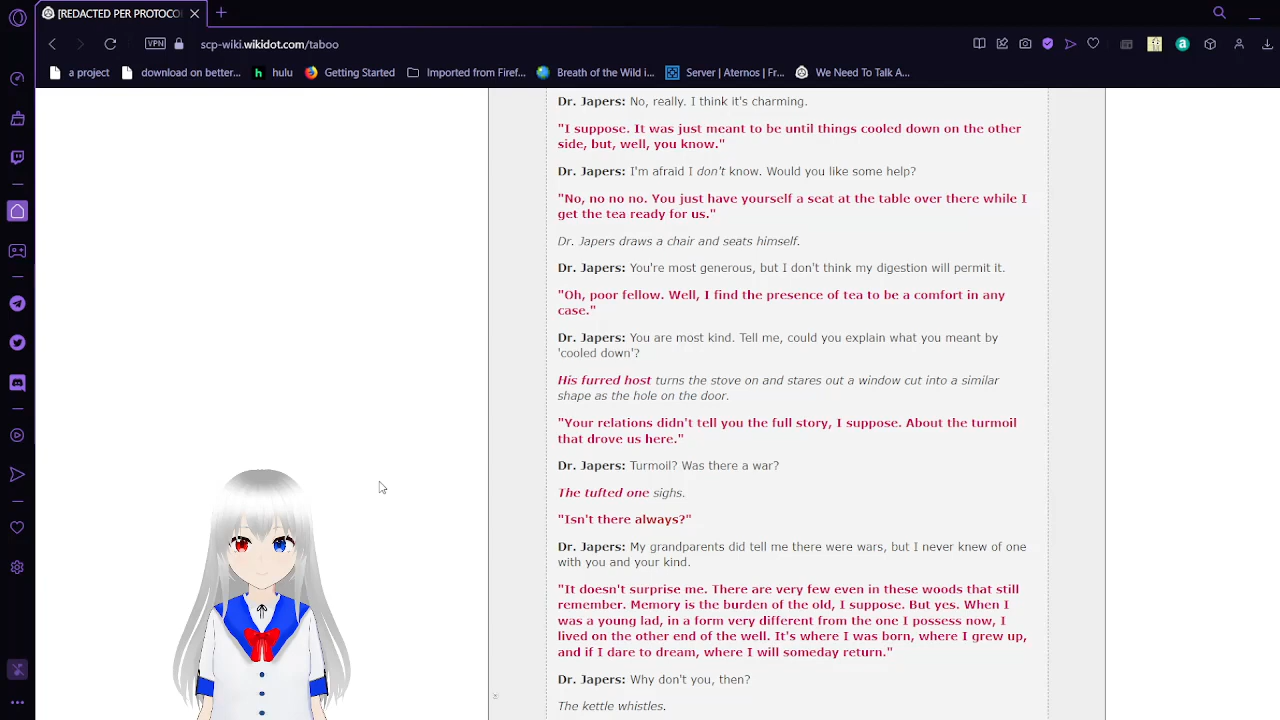 [REDACTED PER PROTOCO
VPN
scp-wiki.wikidot.com/taboo
a project
download on better...
hulu
Getting Started
Imported from Firef...
Breath of the Wild i...
Server | Aternos | Fr...
We Need To Talk A...
Dr. Japers: No, really. I think it's charming.
"I suppose. It was just meant to be until things cooled down on the other
side, but, well, you know."
Dr. Japers: I'm afraid I don't know. Would you like some help?
"No, no no no. You just have yourself a seat at the table over there while I
get the tea ready for us."
Dr. Japers draws a chair and seats himself.
Dr. Japers: You're most generous, but I don't think my digestion will permit it.
"Oh, poor fellow. Well, I find the presence of tea to be a comfort in any
case."
Dr. Japers: You are most kind. Tell me, could you explain what you meant by
'cooled down'?
His furred host turns the stove on and stares out a window cut into a similar
shape as the hole on the door.
"Your relations didn't tell you the full story, I suppose. About the turmoil
that drove us here."
Dr. Japers: Turmoil? Was there a war?
The tufted one sighs.
"Isn't there always?"
Dr. Japers: My grandparents did tell me there were wars, but I never knew of one
with you and your kind.
"It doesn't surprise me. There are very few even in these woods that still
remember. Memory is the burden of the old, I suppose. But yes. When I
was a young lad, in a form very different from the one I possess now, I
lived on the other end of the well. It's where I was born, where I grew up,
and if I dare to dream, where I will someday return."
Dr. Japers: Why don't you, then?
The kettle whistles.